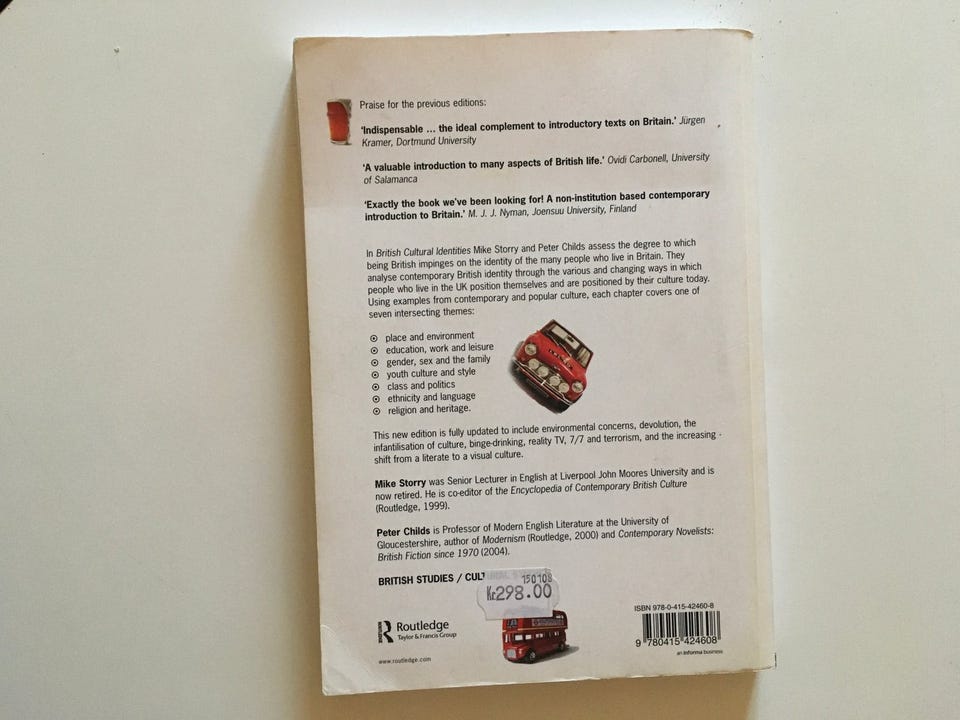 Praise for the previous editions:
'Indispensable ... the ideal complement to introductory texts on Britain.' Jürgen
Kramer, Dortmund University
'A valuable introduction to many aspects of British life.' Ovidi Carbonell, University
of Salamanca
'Exactly the book we've been looking for! A non-institution based contemporary
introduction to Britain.' M. J. J. Nyman, Joensuu University, Finland
In British Cultural Identities Mike Storry and Peter Childs assess the degree to which
being British impinges on the identity of the many people who live in Britain. They
analyse contemporary British identity through the various and changing ways in which
people who live in the UK position themselves and are positioned by their culture today.
Using examples from contemporary and popular culture, each chapter covers one of
seven intersecting themes:
place and environment
education, work and leisure
gender, sex and the family
youth culture and style
class and politics
ethnicity and language
religion and heritage.
This new edition is fully updated to include environmental concerns, devolution, the
infantilisation of culture, binge-drinking, reality TV, 7/7 and terrorism, and the increasing
shift from a literate to a visual culture.
Mike Storry was Senior Lecturer in English at Liverpool John Moores University and is
now retired. He is co-editor of the Encyclopedia of Contemporary British Culture
(Routledge, 1999).
Peter Childs is Professor of Modern English Literature at the University of
Gloucestershire, author of Modernism (Routledge, 2000) and Contemporary Novelists:
British Fiction since 1970 (2004).
BRITISH STUDIES / CUL
150108
Kr298.00
ISBN 978-0-415-42460-8
Routledge
Taylor & Francis Group
9 780415 424608
www.routledge.com
an informa business